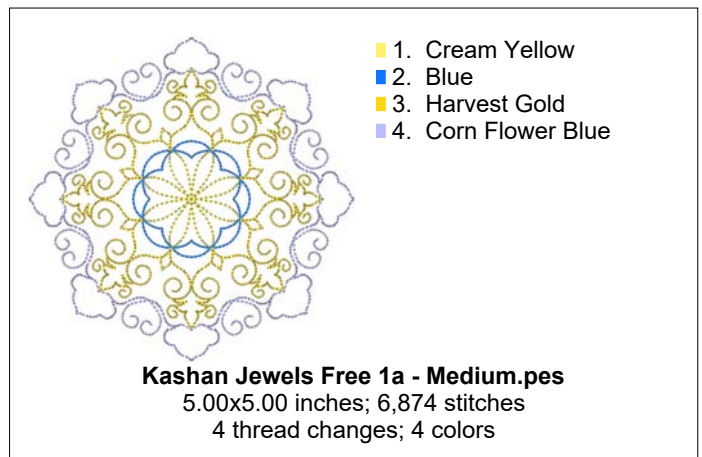 1. Cream Yellow
2. Blue
3. Harvest Gold
4. Corn Flower Blue
Kashan Jewels Free 1a - Medium.pes
5.00x5.00 inches; 6,874 stitches
4 thread changes; 4 colors